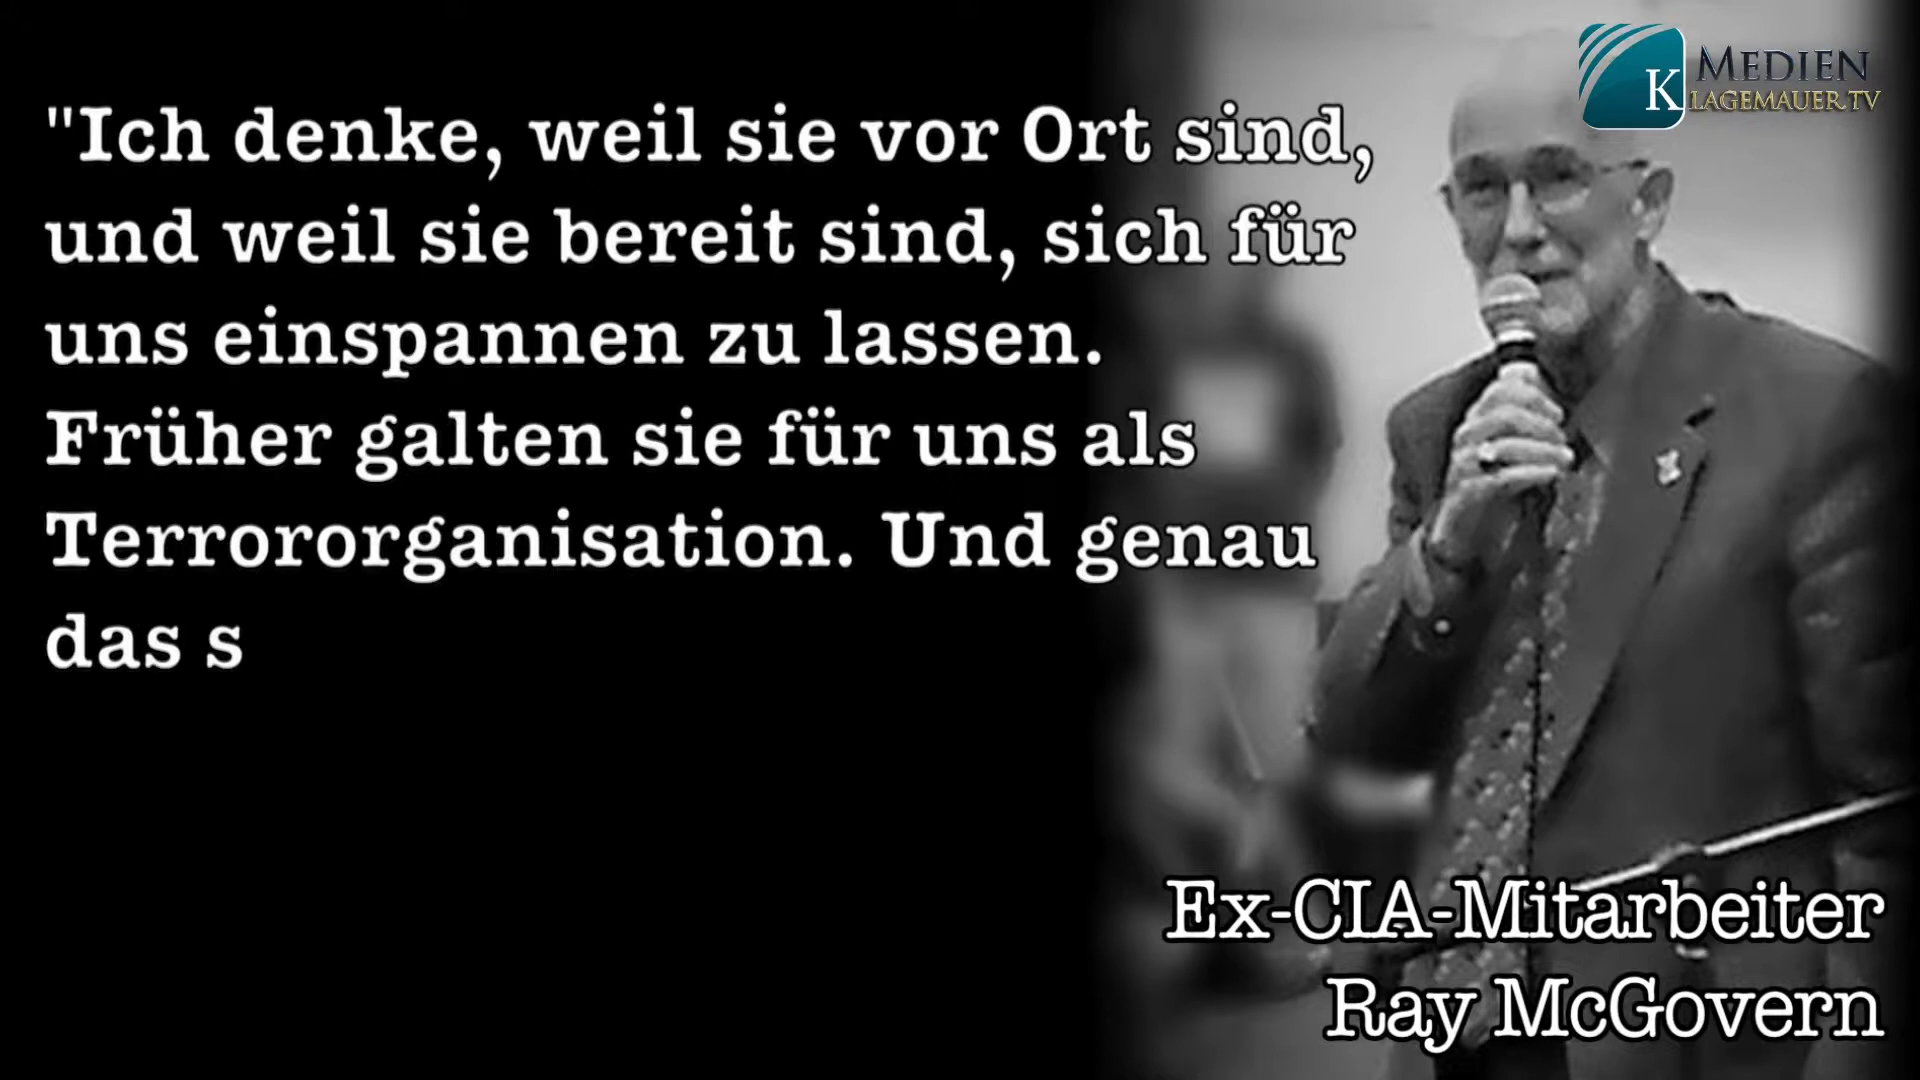 MEDIEN
KLAGEMAUER.TV
"Ich denke, weil sie vor Ort sind,
und weil sie bereit sind, sich für
uns einspannen zu lassen.
Früher galten sie für uns als
Terrororganisation. Und genau
das s
Ex-CIA-Mitarbeiter
Ray McGovern